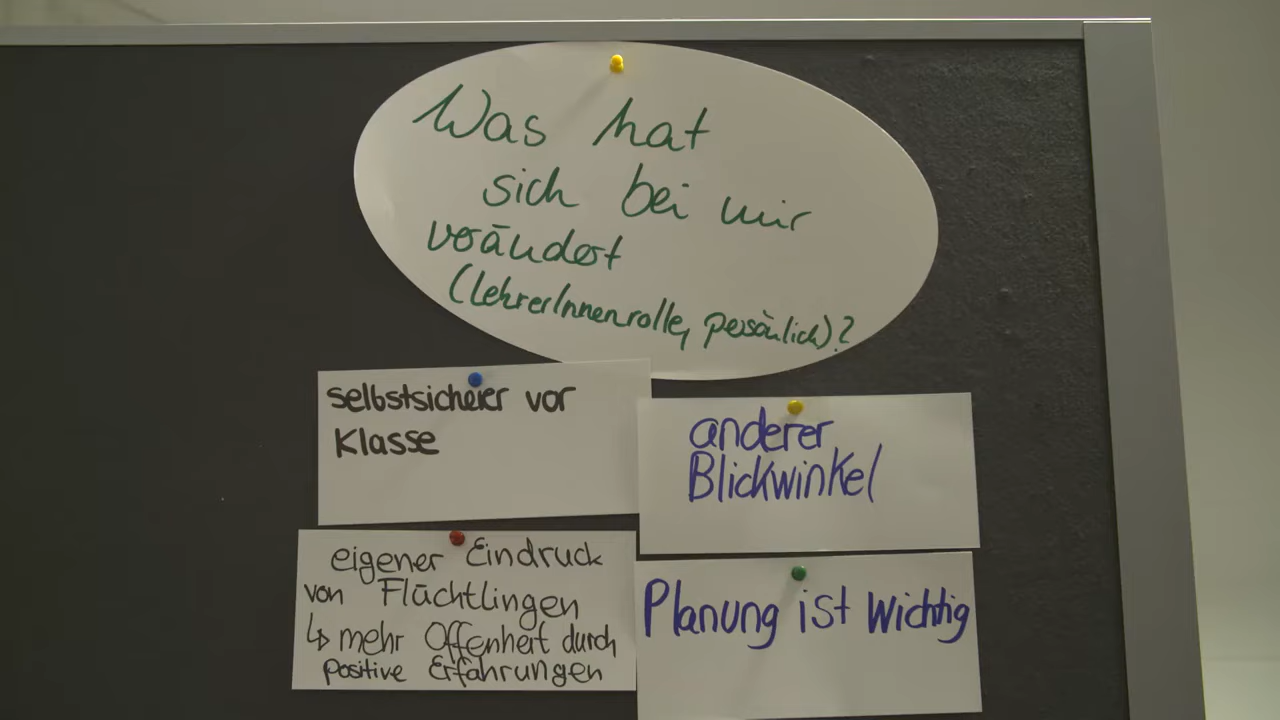 Was hat
sich bei mir
verändert
(LehrerInnenrolle, persönlich)?
selbstsicherer vor
Klasse
anderer
Blickwinkel
eigener Eindruck
von Flüchtlingen
↳ mehr Offenheit durch
positive Erfahrungen
Planung ist wichtig